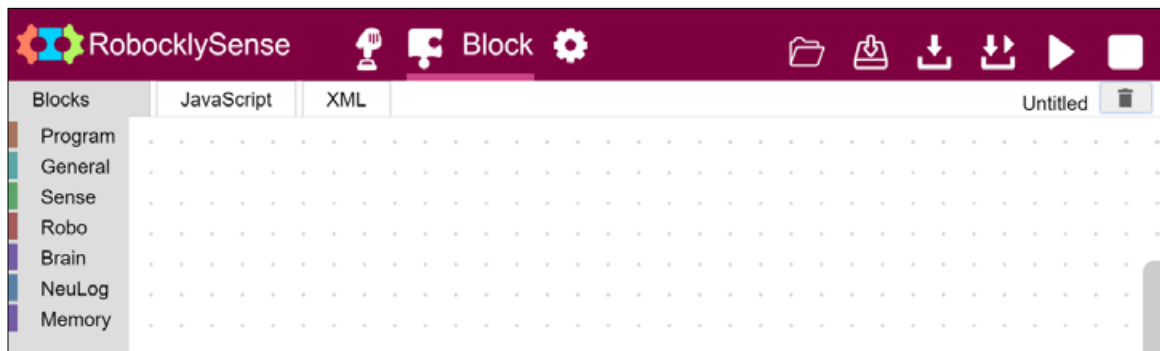 RobocklySense Block
Blocks JavaScript XML Untitled
Program
General
Sense
Robo
Brain
NeuLog
Memory